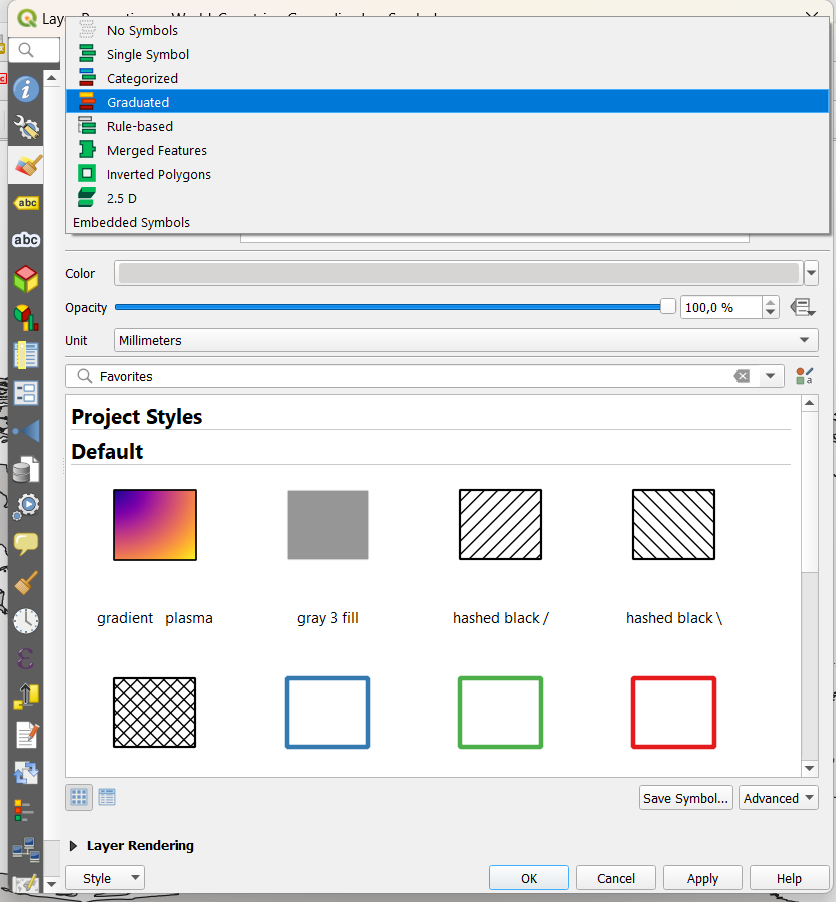 No Symbols
Single Symbol
Categorized
Graduated
Rule-based
Merged Features
Inverted Polygons
2.5 D
Embedded Symbols
abc
abc
Color
Opacity
100,0 %
Unit
Millimeters
Favorites
a
Project Styles
Default
gradient plasma
gray 3 fill
hashed black /
hashed black \
Save Symbol...
Advanced
Layer Rendering
Style
OK
Cancel
Apply
Help